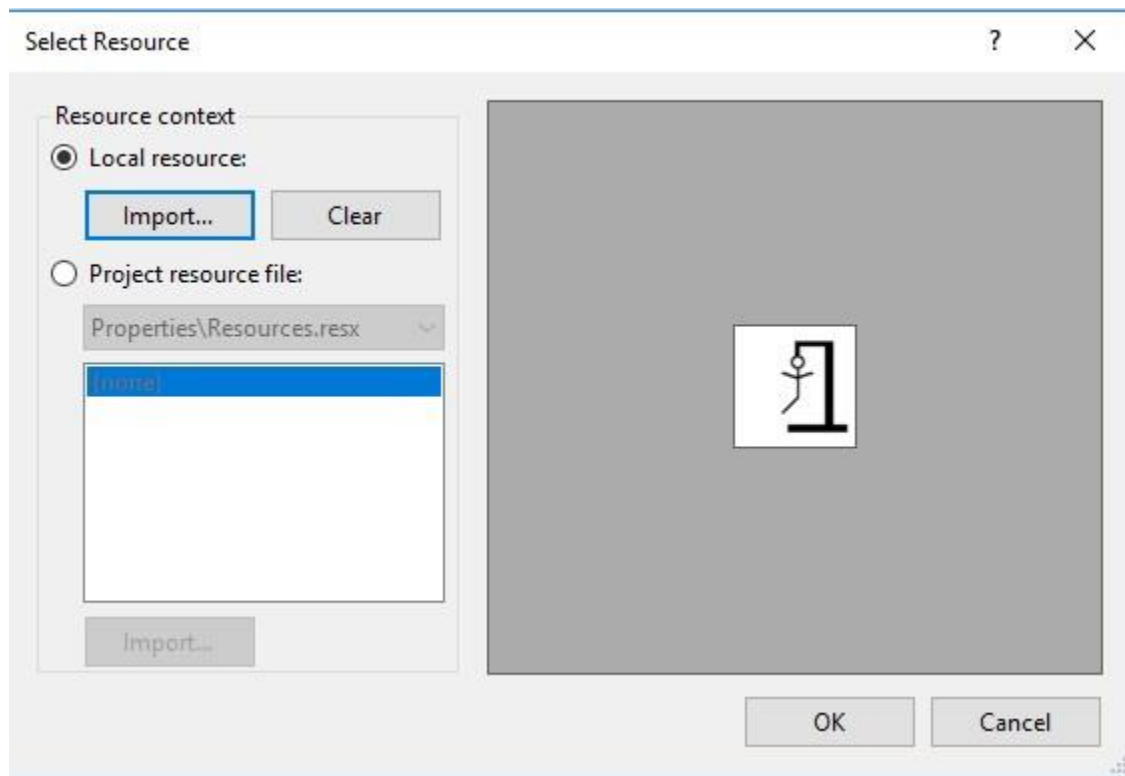 Select Resource
?
Resource context
Local resource:
Import...
Clear
Project resource file:
Properties\Resources.resx
(none)
Import...
OK
Cancel